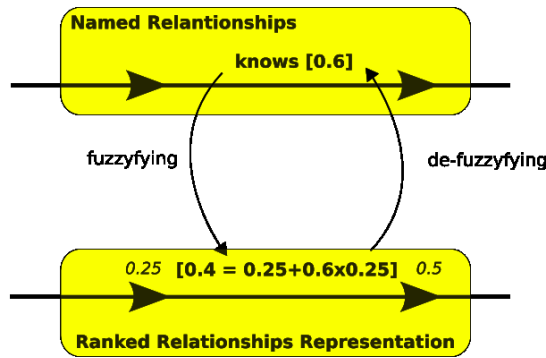 Named Relantionships
knows [0.6]
fuzzyfying
de-fuzzyfying
0.25 [0.4 = 0.25+0.6x0.25] 0.5
Ranked Relationships Representation